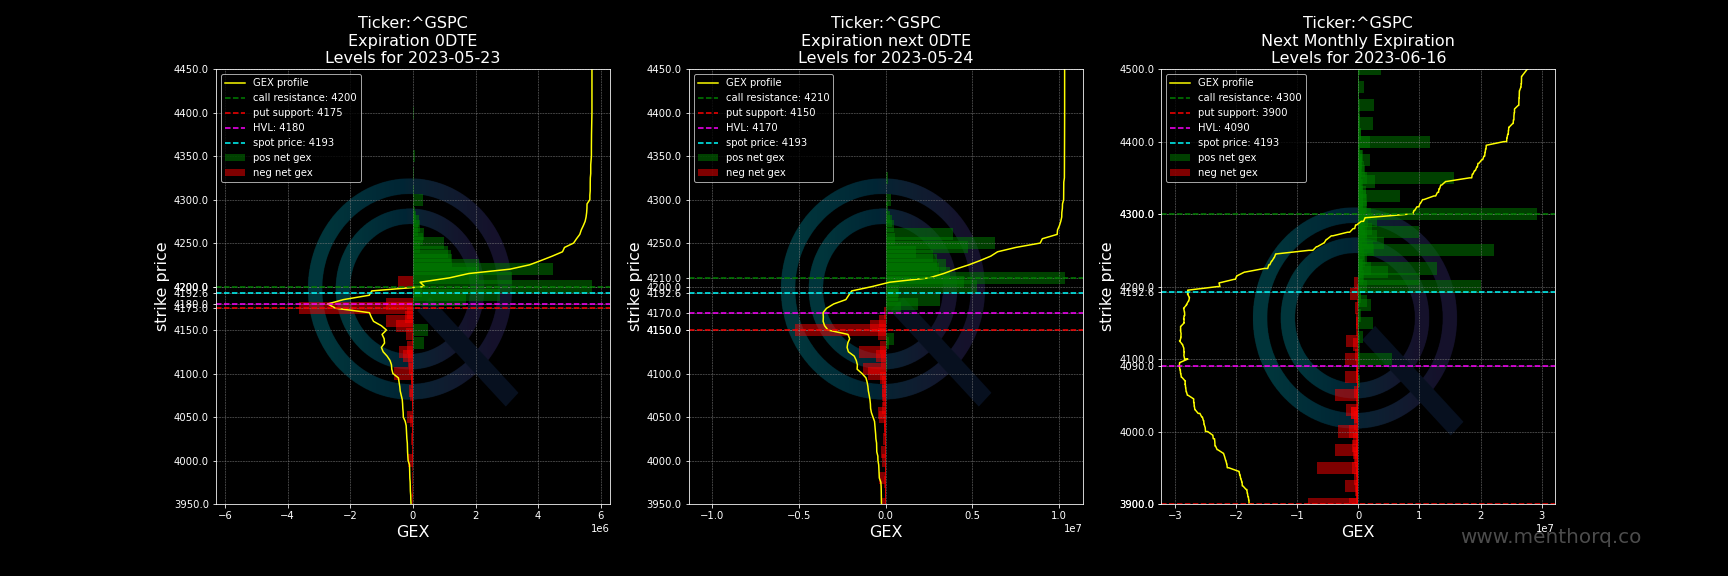 Ticker:^GSPC
Expiration 0DTE
Levels for 2023-05-23
GEX profile
call resistance: 4200
put support: 4175
HVL: 4180
spot price: 4193
pos net gex
neg net gex
4450.0
4400.0
4350.0
4300.0
4250.0
4200.0
4192.6
4180.0
4175.0
4150.0
4100.0
4050.0
4000.0
3950.0
strike price
−6 −4 −2 0 2 4 6
1e6
GEX
Ticker:^GSPC
Expiration next 0DTE
Levels for 2023-05-24
GEX profile
call resistance: 4210
put support: 4150
HVL: 4170
spot price: 4193
pos net gex
neg net gex
4450.0
4400.0
4350.0
4300.0
4250.0
4210.0
4200.0
4192.6
4170.0
4150.0
4100.0
4050.0
4000.0
3950.0
strike price
−1.0 −0.5 0.0 0.5 1.0
1e7
GEX
Ticker:^GSPC
Next Monthly Expiration
Levels for 2023-06-16
GEX profile
call resistance: 4300
put support: 3900
HVL: 4090
spot price: 4193
pos net gex
neg net gex
4500.0
4400.0
4300.0
4200.0
4192.6
4100.0
4090.0
4000.0
3900.0
strike price
−3 −2 −1 0 1 2 3
1e7
GEX
www.menthorq.co